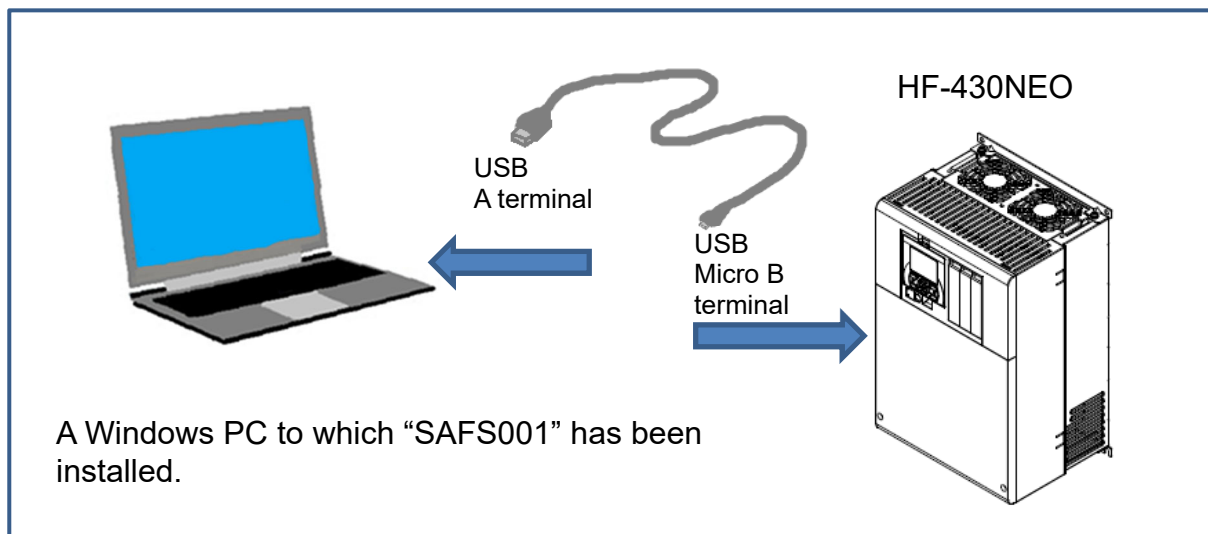 HF-430NEO
USB
A terminal
USB
Micro B
terminal
A Windows PC to which “SAFS001” has been
installed.